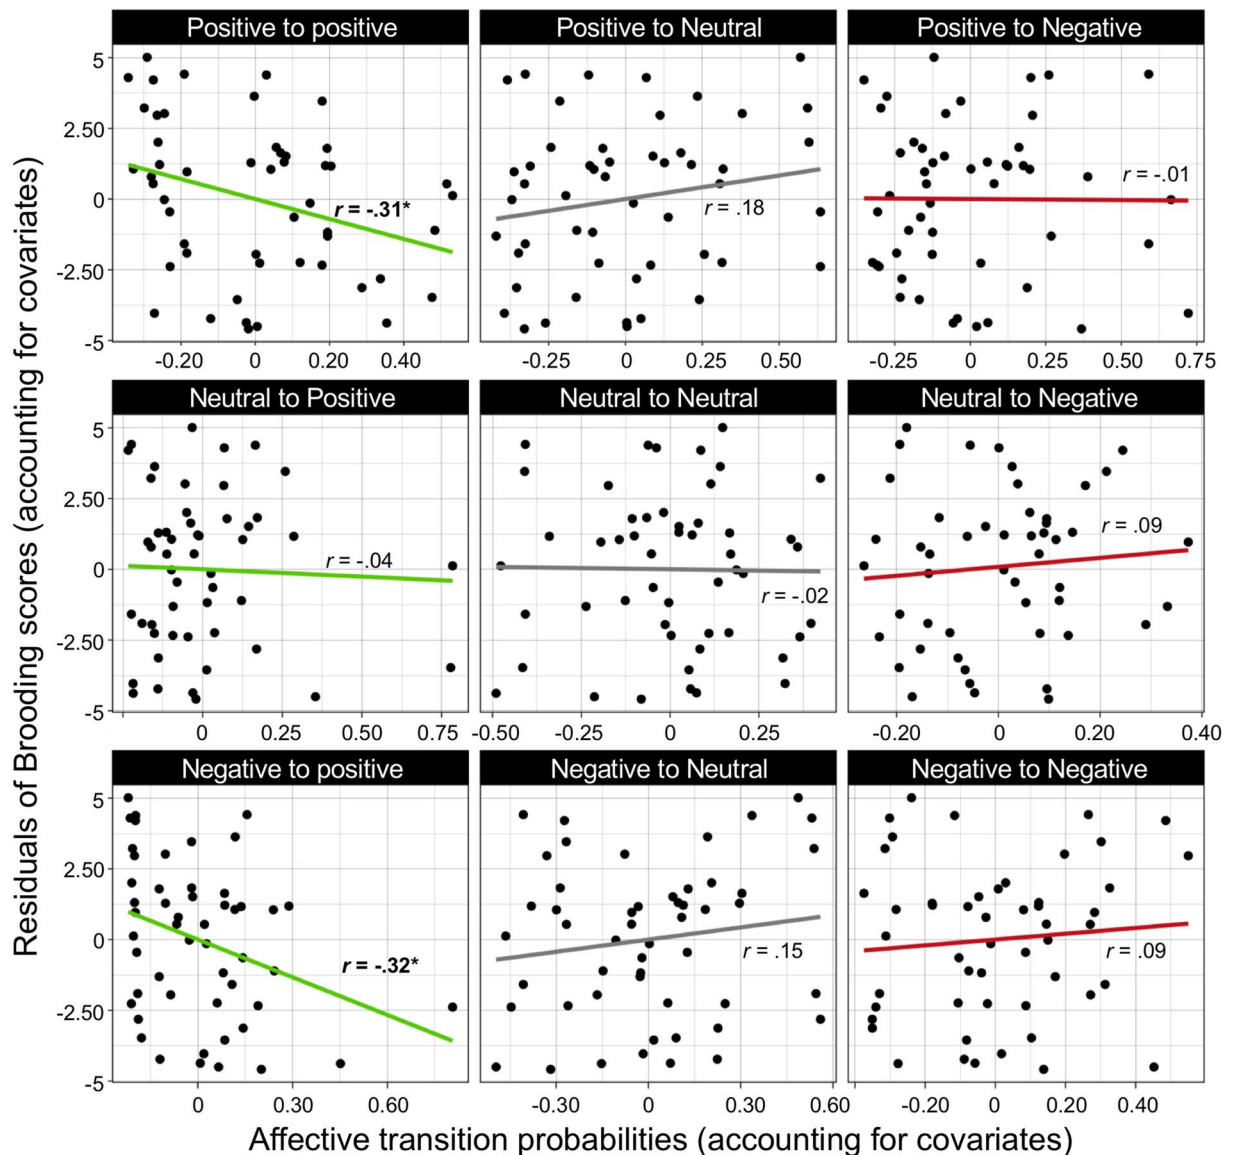 Residuals of Brooding scores (accounting for covariates)
Positive to positive
Positive to Neutral
Positive to Negative
5
2.50
0
-2.50
-5
r = -.31*
r = .18
r = -.01
-0.20 0 0.20 0.40
-0.25 0 0.25 0.50
-0.25 0 0.25 0.50 0.75
Neutral to Positive
Neutral to Neutral
Neutral to Negative
5
2.50
0
-2.50
-5
r = -.04
r = -.02
r = .09
0 0.25 0.50 0.75
-0.50 -0.25 0 0.25
-0.20 0 0.20 0.40
Negative to positive
Negative to Neutral
Negative to Negative
5
2.50
0
-2.50
-5
r = -.32*
r = .15
r = .09
0 0.30 0.60
-0.30 0 0.30 0.60
-0.20 0 0.20 0.40
Affective transition probabilities (accounting for covariates)